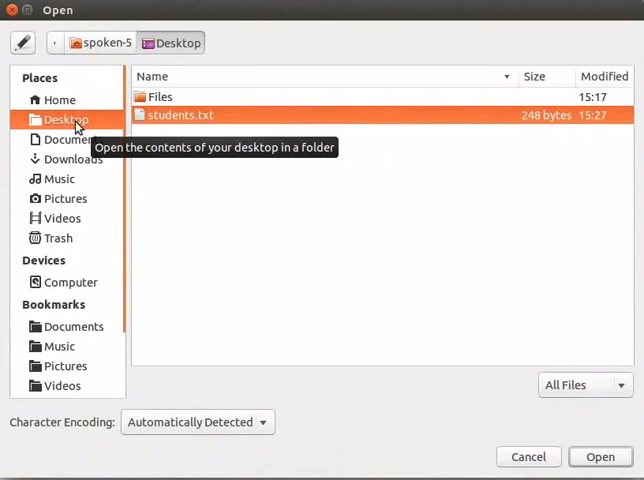 Open
spoken-5 Desktop
Places
Home
Desktop
Documen
Downloads
Music
Pictures
Videos
Trash
Devices
Computer
Bookmarks
Documents
Music
Pictures
Videos
Name Size Modified
Files 15:17
students.txt 248 bytes 15:27
Open the contents of your desktop in a folder
All Files
Character Encoding: Automatically Detected
Cancel Open